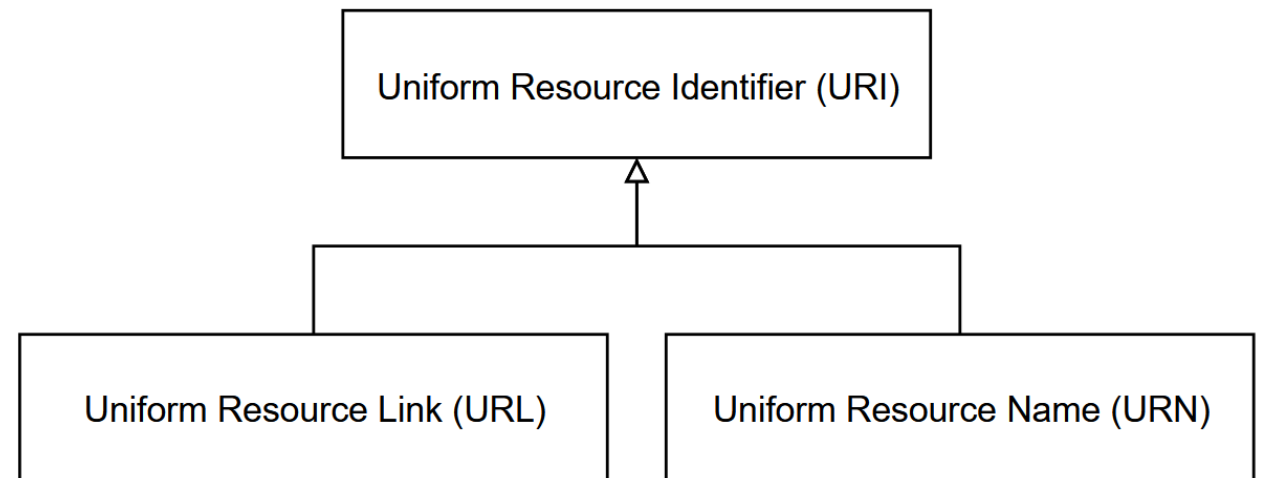 Uniform Resource Identifier (URI)
Uniform Resource Link (URL)
Uniform Resource Name (URN)